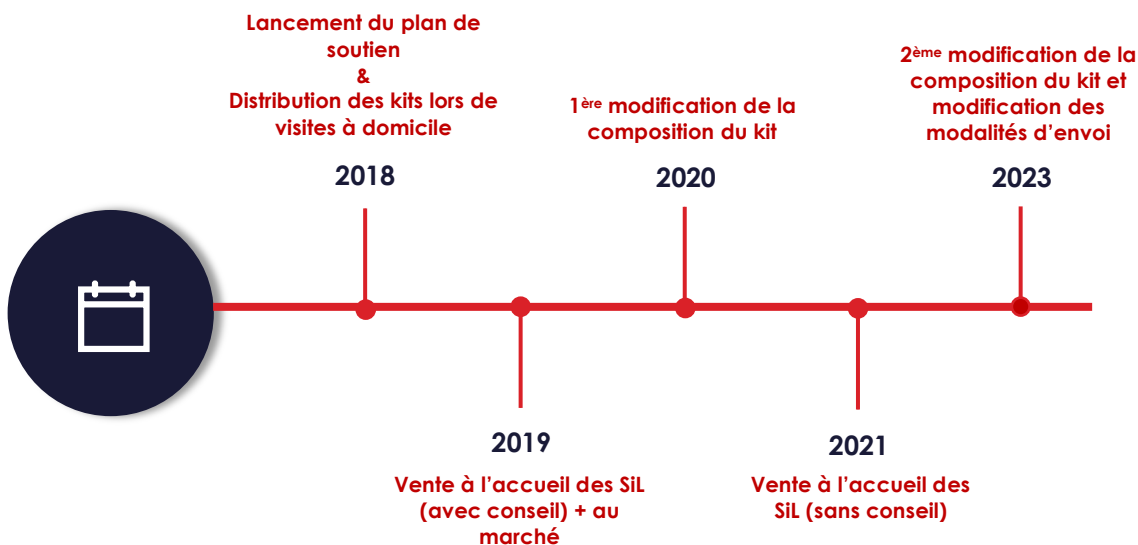 Lancement du plan de
soutien
&
Distribution des kits lors de
visites à domicile
2018
2019
Vente à l'accueil des SiL
(avec conseil) + au
marché
1ère modification de la
composition du kit
2020
2021
Vente à l'accueil des
SiL (sans conseil)
2ème modification de la
composition du kit et
modification des
modalités d'envoi
2023